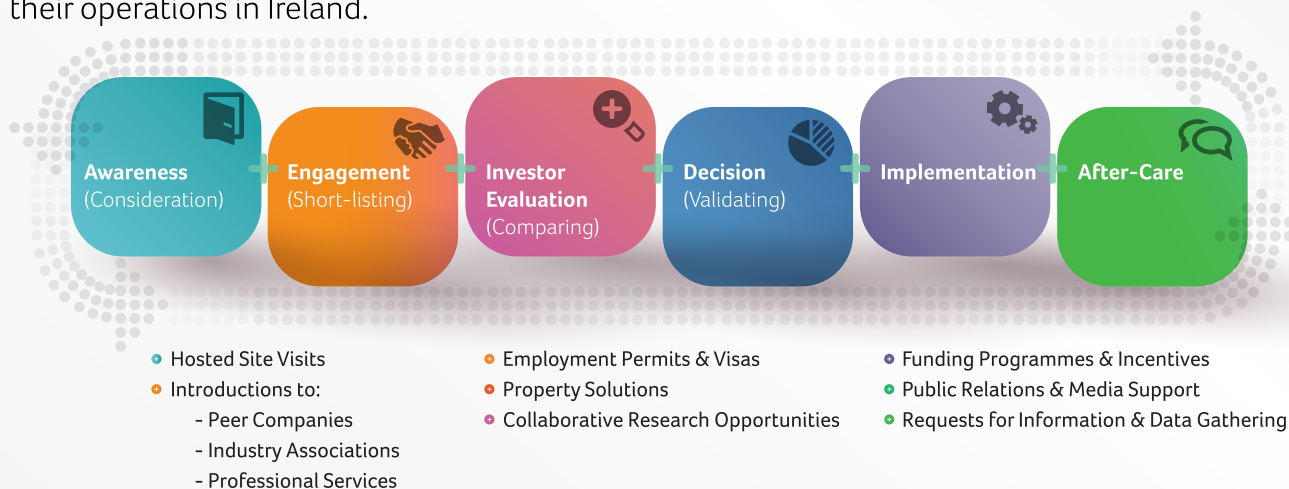 their operations in Ireland.
Awareness
(Consideration)
Engagement
(Short-listing)
Investor
Evaluation
(Comparing)
Decision
(Validating)
Implementation
After-Care
Hosted Site Visits
Introductions to:
- Peer Companies
- Industry Associations
- Professional Services
Employment Permits & Visas
Property Solutions
Collaborative Research Opportunities
Funding Programmes & Incentives
Public Relations & Media Support
Requests for Information & Data Gathering